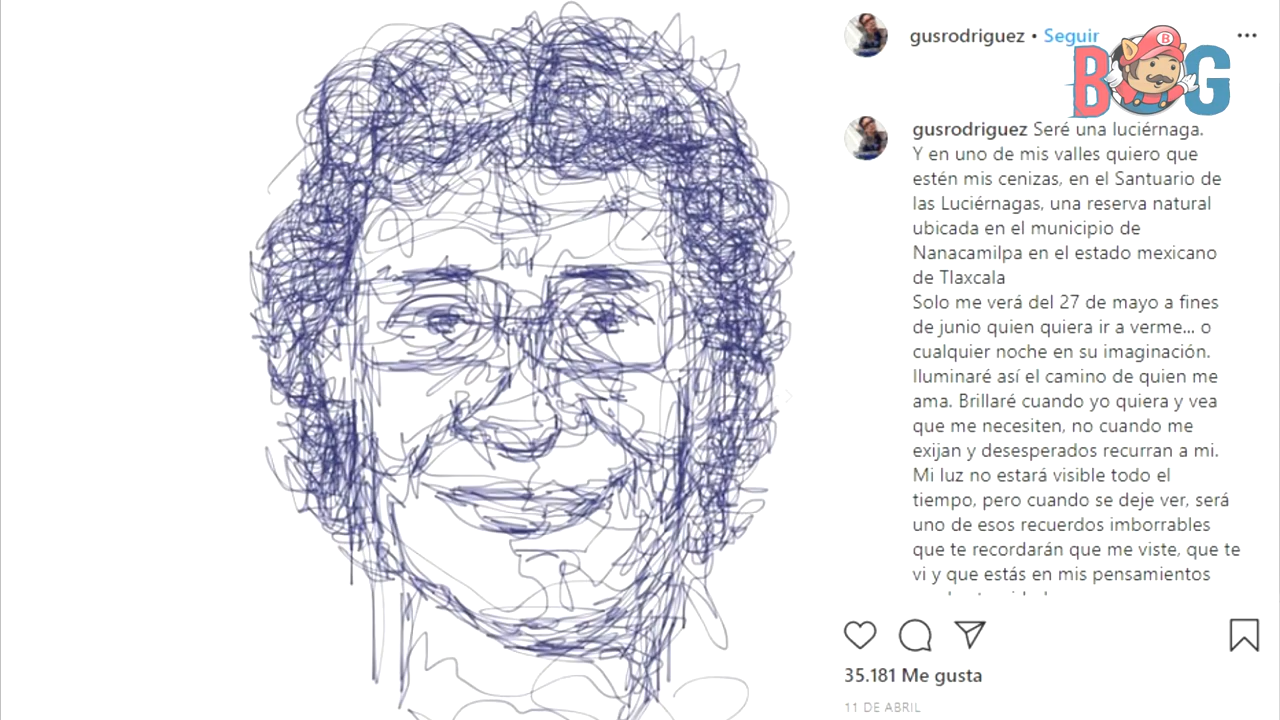 gusrodriguez • Seguir
B G
B
gusrodriguez Seré una luciérnaga.
Y en uno de mis valles quiero que
estén mis cenizas, en el Santuario de
las Luciérnagas, una reserva natural
ubicada en el municipio de
Nanacamilpa en el estado mexicano
de Tlaxcala
Solo me verá del 27 de mayo a fines
de junio quien quiera ir a verme... o
cualquier noche en su imaginación.
Iluminaré así el camino de quien me
ama. Brillaré cuando yo quiera y vea
que me necesiten, no cuando me
exijan y desesperados recurran a mi.
Mi luz no estará visible todo el
tiempo, pero cuando se deje ver, será
uno de esos recuerdos imborrables
que te recordarán que me viste, que te
vi y que estás en mis pensamientos
35.181 Me gusta
11 DE ABRIL